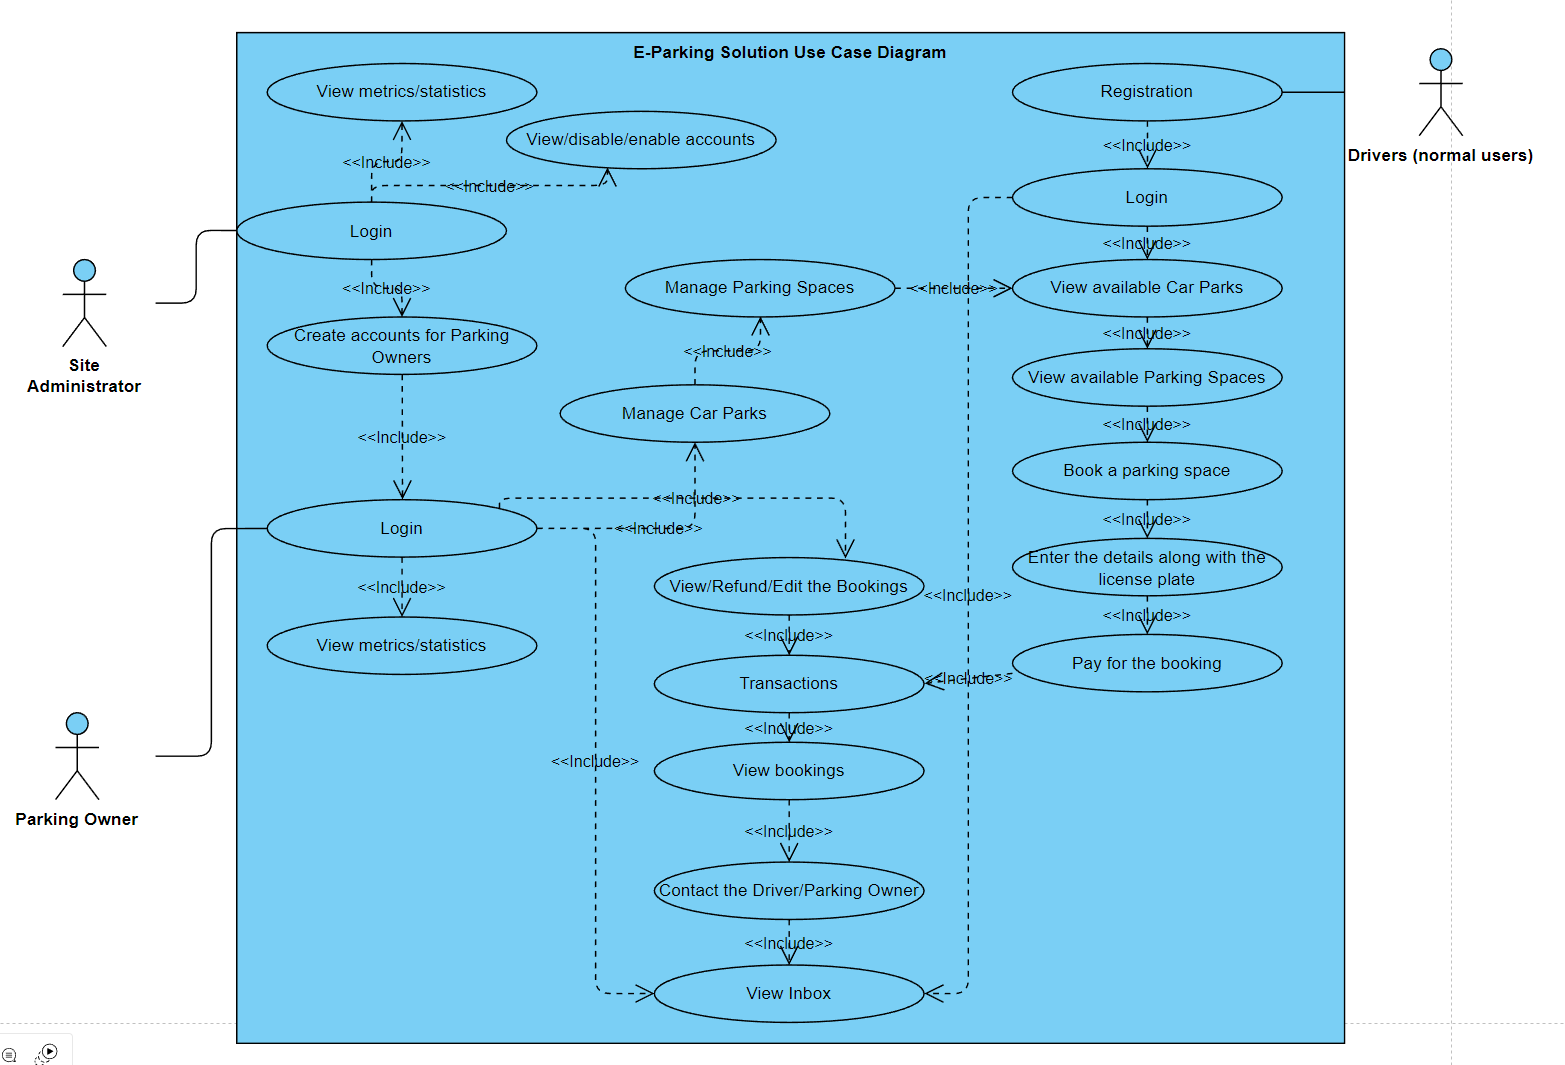 E-Parking Solution Use Case Diagram
View metrics/statistics
View/disable/enable accounts
<<Include>>
<<Include>>
Login
<<Include>>
Create accounts for Parking
Owners
<<Include>>
Login
<<Include>>
View metrics/statistics
Site
Administrator
Parking Owner
Manage Parking Spaces
<<Include>>
<<Include>>
Manage Car Parks
<<Include>>
<<Include>>
View/Refund/Edit the Bookings
<<Include>>
<<Include>>
Transactions
<<Include>>
<<Include>>
View bookings
<<Include>>
<<Include>>
Contact the Driver/Parking Owner
<<Include>>
View Inbox
Registration
<<Include>>
Login
<<Include>>
View available Car Parks
<<Include>>
View available Parking Spaces
<<Include>>
Book a parking space
<<Include>>
Enter the details along with the
license plate
<<Include>>
Pay for the booking
Drivers (normal users)